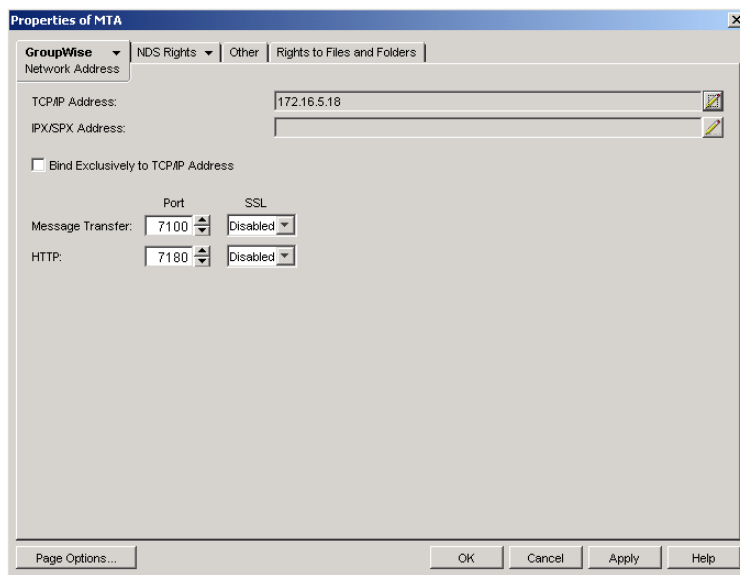 Properties of MTA
GroupWise NDS Rights Other Rights to Files and Folders
Network Address
TCP/IP Address: 172.16.5.18
IPX/SPX Address:
Bind Exclusively to TCP/IP Address
Port SSL
Message Transfer: 7100 Disabled
HTTP: 7180 Disabled
Page Options... OK Cancel Apply Help